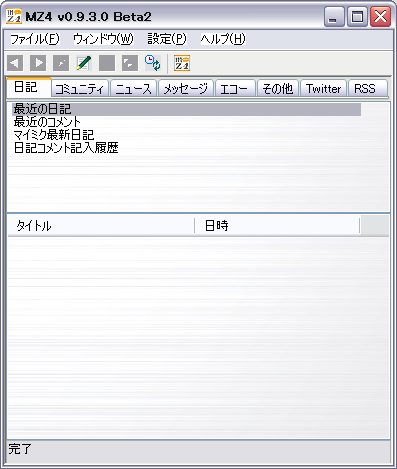 MZ4 v0.9.3.0 Beta2
ファイル(F) ウィンドウ(W) 設定(P) ヘルプ(H)
日記 コミュニティ ニュース メッセージ エコー その他 Twitter RSS
最近の日記
最近のコメント
マイミク最新日記
日記コメント記入履歴
タイトル 日時
完了